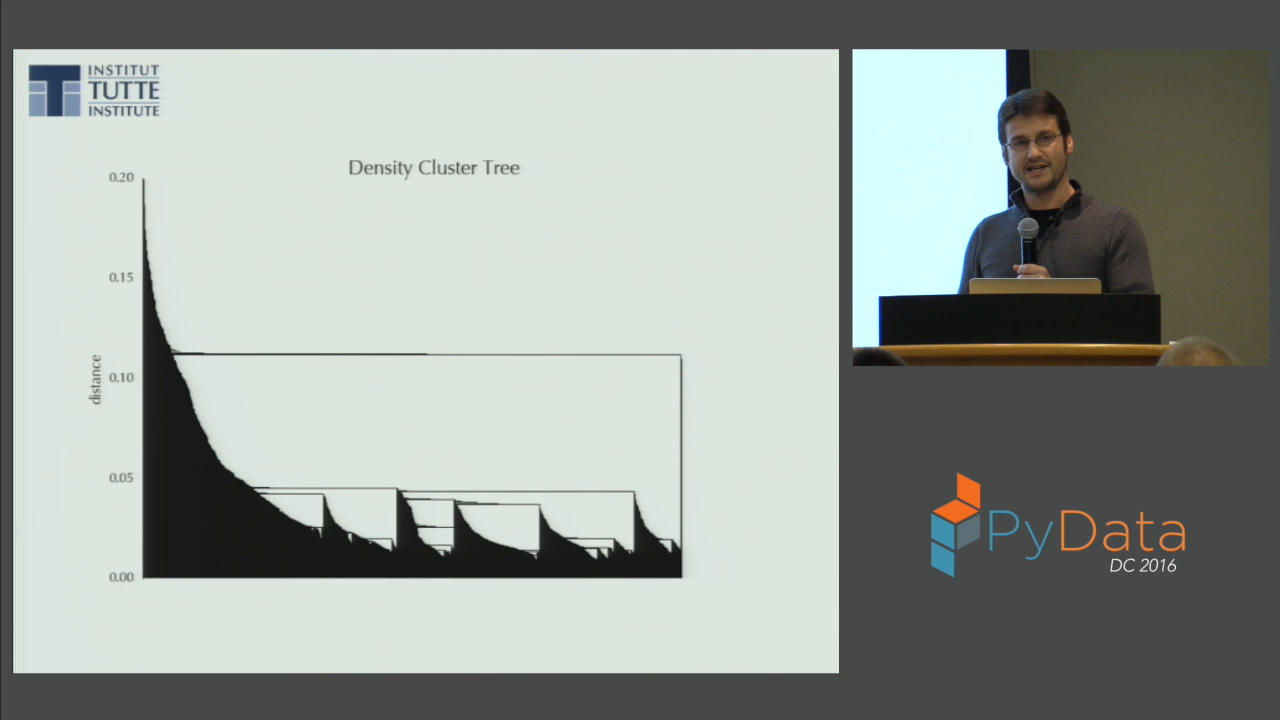 INSTITUT
TUTTE
INSTITUTE
Density Cluster Tree
0.20
0.15
0.10
0.05
0.00
distance
PyData
DC 2016